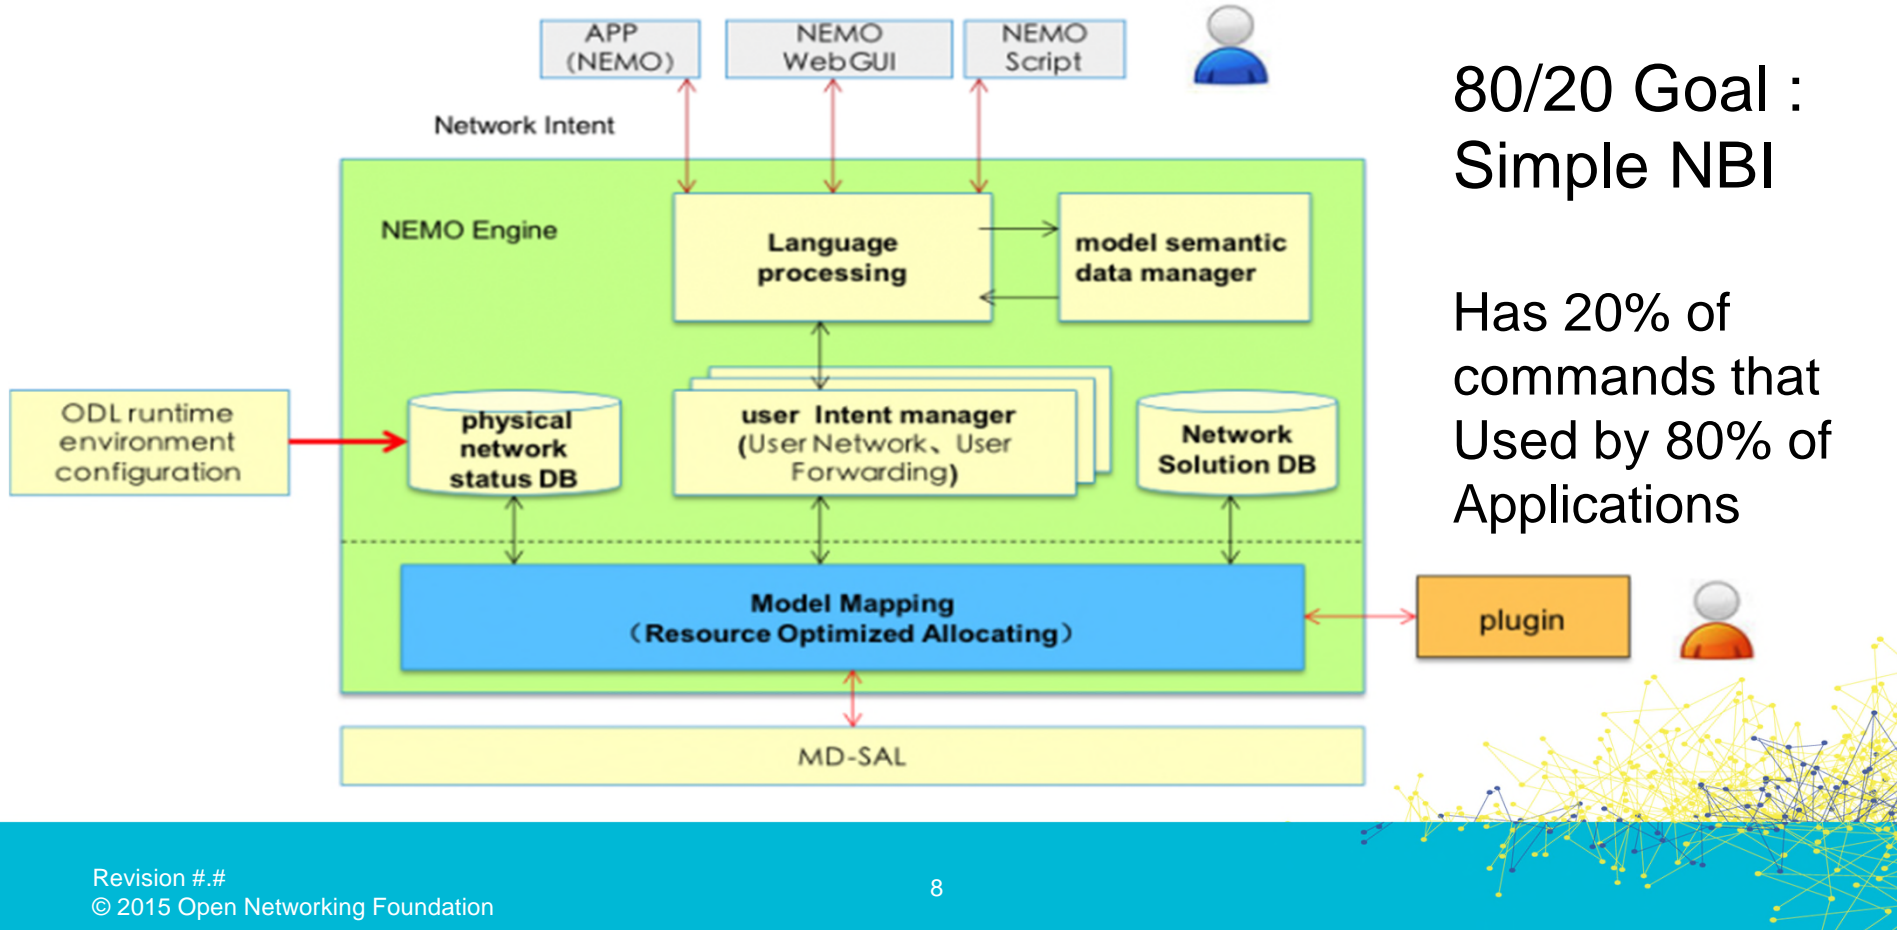 APP
(NEMO)
NEMO
WebGUI
NEMO
Script
Network Intent
NEMO Engine
Language
processing
model semantic
data manager
ODL runtime
environment
configuration
physical
network
status DB
user Intent manager
(User Network、User
Forwarding)
Network
Solution DB
Model Mapping
（Resource Optimized Allocating）
plugin
MD-SAL
80/20 Goal :
Simple NBI
Has 20% of
commands that
Used by 80% of
Applications
Revision #.#
© 2015 Open Networking Foundation
8